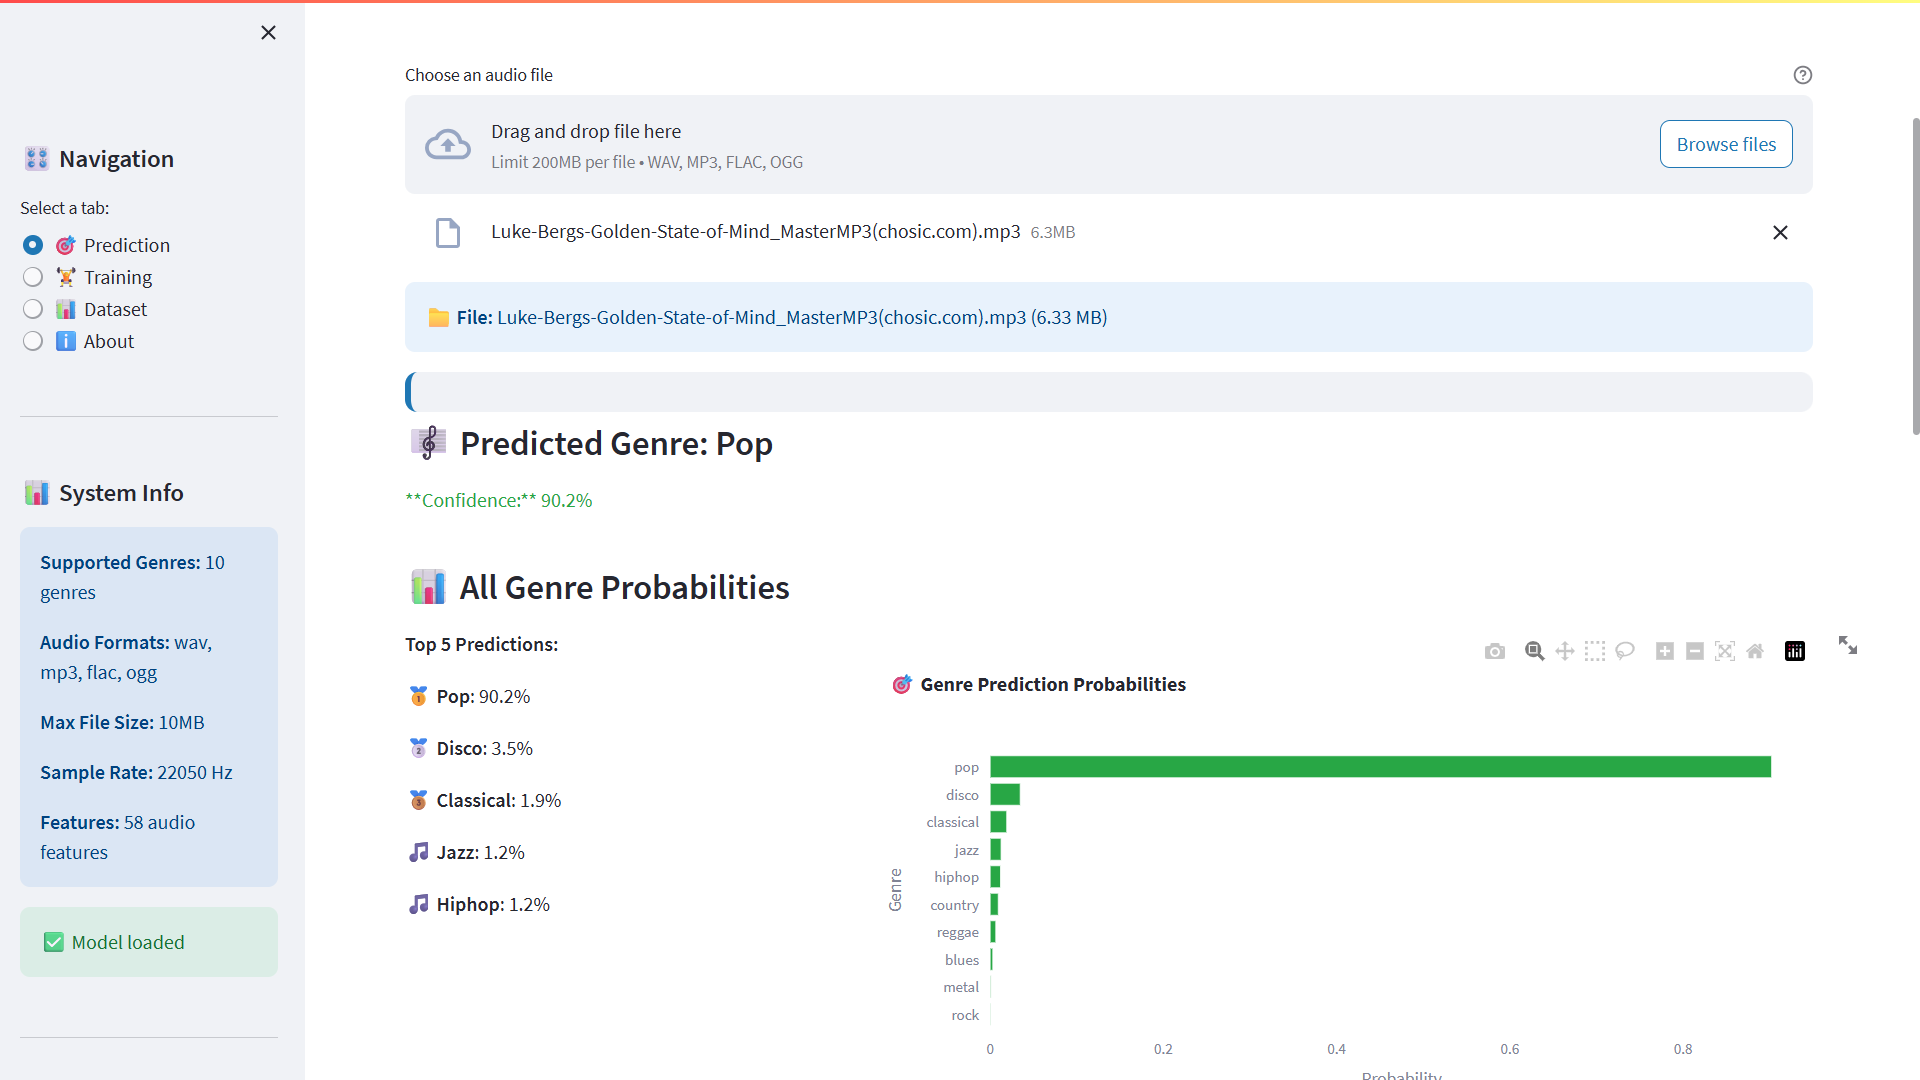 Navigation
Select a tab:
Prediction
Training
Dataset
About
System Info
Supported Genres: 10
genres
Audio Formats: wav,
mp3, flac, ogg
Max File Size: 10MB
Sample Rate: 22050 Hz
Features: 58 audio
features
Model loaded
Choose an audio file
Drag and drop file here
Limit 200MB per file • WAV, MP3, FLAC, OGG
Browse files
Luke-Bergs-Golden-State-of-Mind_MasterMP3(chosic.com).mp3 6.3MB
File: Luke-Bergs-Golden-State-of-Mind_MasterMP3(chosic.com).mp3 (6.33 MB)
Predicted Genre: Pop
**Confidence:** 90.2%
All Genre Probabilities
Top 5 Predictions:
Pop: 90.2%
Disco: 3.5%
Classical: 1.9%
Jazz: 1.2%
Hiphop: 1.2%
Genre Prediction Probabilities
Genre
pop
disco
classical
jazz
hiphop
country
reggae
blues
metal
rock
0 0.2 0.4 0.6 0.8
Probability